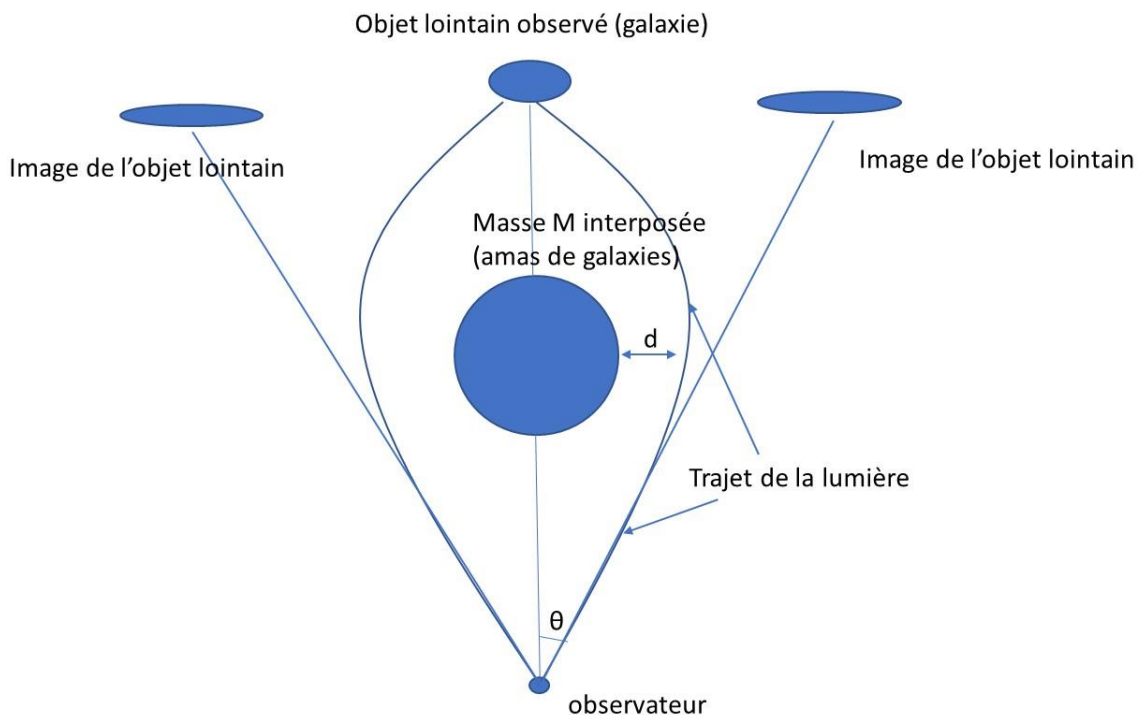 Objet lointain observé (galaxie)
Image de l'objet lointain
Image de l'objet lointain
Masse M interposée
(amas de galaxies)
d
Trajet de la lumière
θ
observateur